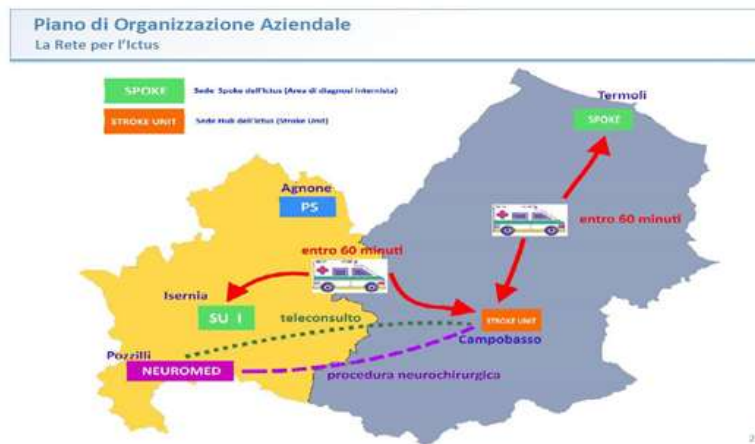 Piano di Organizzazione Aziendale
La Rete per l'Ictus
SPOKE
Sede Spoke dell'Ictus (Area di diagnosi internista)
STROKE UNIT
Sede Hub dell'Ictus (Stroke Unit)
Termoli
SPOKE
Agnone
PS
entro 60 minuti
entro 60 minuti
Isernia
SU I
teleconsulto
STROKE UNIT
Campobasso
Pozzilli
NEUROMED
procedura neurochirurgica